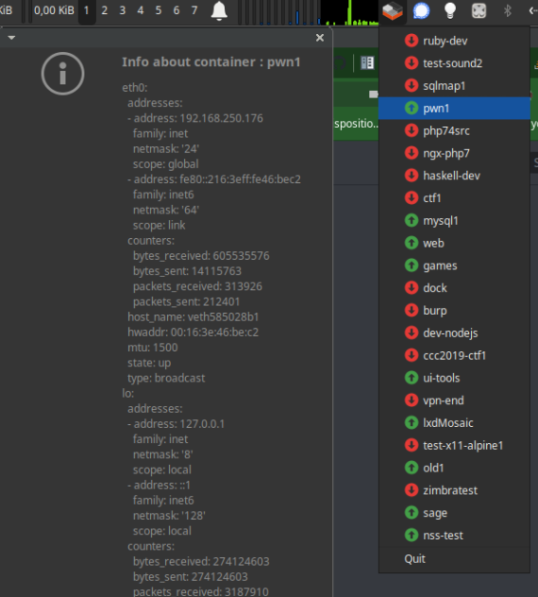 KiB
0,00 KiB
1 2 3 4 5 6 7
Info about container : pwn1
eth0:
addresses:
- address: 192.168.250.176
family: inet
netmask: '24'
scope: global
- address: fe80::216:3eff:fe46:bec2
family: inet6
netmask: '64'
scope: link
counters:
bytes_received: 605535576
bytes_sent: 14115763
packets_received: 313926
packets_sent: 212401
host_name: veth585028b1
hwaddr: 00:16:3e:46:be:c2
mtu: 1500
state: up
type: broadcast
lo:
addresses:
- address: 127.0.0.1
family: inet
netmask: '8'
scope: local
- address: ::1
family: inet6
netmask: '128'
scope: local
counters:
bytes_received: 274124603
bytes_sent: 274124603
packets_received: 3187910
spositio...
ruby-dev
test-sound2
sqlmap1
pwn1
php74src
ngx-php7
haskell-dev
ctf1
mysql1
web
games
dock
burp
dev-nodejs
ccc2019-ctf1
ui-tools
vpn-end
lxdMosaic
test-x11-alpine1
old1
zimbratest
sage
nss-test
Quit